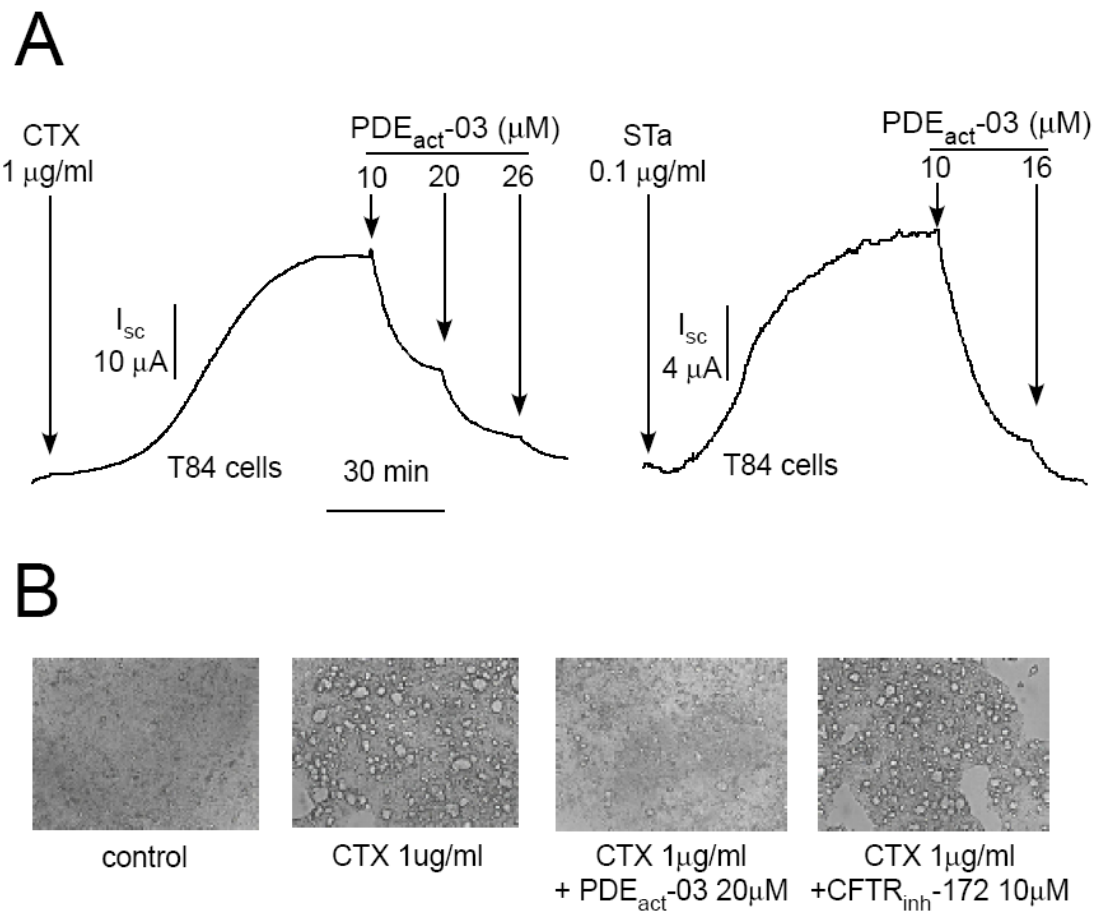 A
CTX
1 μg/ml
PDEact-03 (μM)
10 20 26
STa
0.1 μg/ml
PDEact-03 (μM)
10 16
Isc
10 μA
Isc
4 μA
T84 cells
30 min
T84 cells
B
control
CTX 1ug/ml
CTX 1μg/ml
+ PDEact-03 20μM
CTX 1μg/ml
+CFTRinh-172 10μM